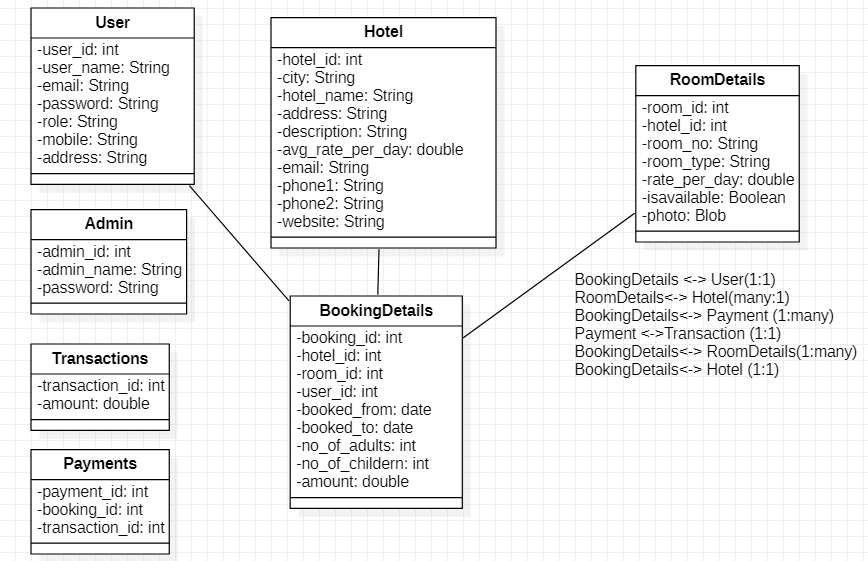 User
-user_id: int
-user_name: String
-email: String
-password: String
-role: String
-mobile: String
-address: String
Hotel
-hotel_id: int
-city: String
-hotel_name: String
-address: String
-description: String
-avg_rate_per_day: double
-email: String
-phone1: String
-phone2: String
-website: String
RoomDetails
-room_id: int
-hotel_id: int
-room_no: String
-room_type: String
-rate_per_day: double
-isavailable: Boolean
-photo: Blob
Admin
-admin_id: int
-admin_name: String
-password: String
BookingDetails
-booking_id: int
-hotel_id: int
-room_id: int
-user_id: int
-booked_from: date
-booked_to: date
-no_of_adults: int
-no_of_childern: int
-amount: double
BookingDetails <-> User(1:1)
RoomDetails<-> Hotel(many:1)
BookingDetails<-> Payment (1:many)
Payment <->Transaction (1:1)
BookingDetails<-> RoomDetails(1:many)
BookingDetails<-> Hotel (1:1)
Transactions
-transaction_id: int
-amount: double
Payments
-payment_id: int
-booking_id: int
-transaction_id: int